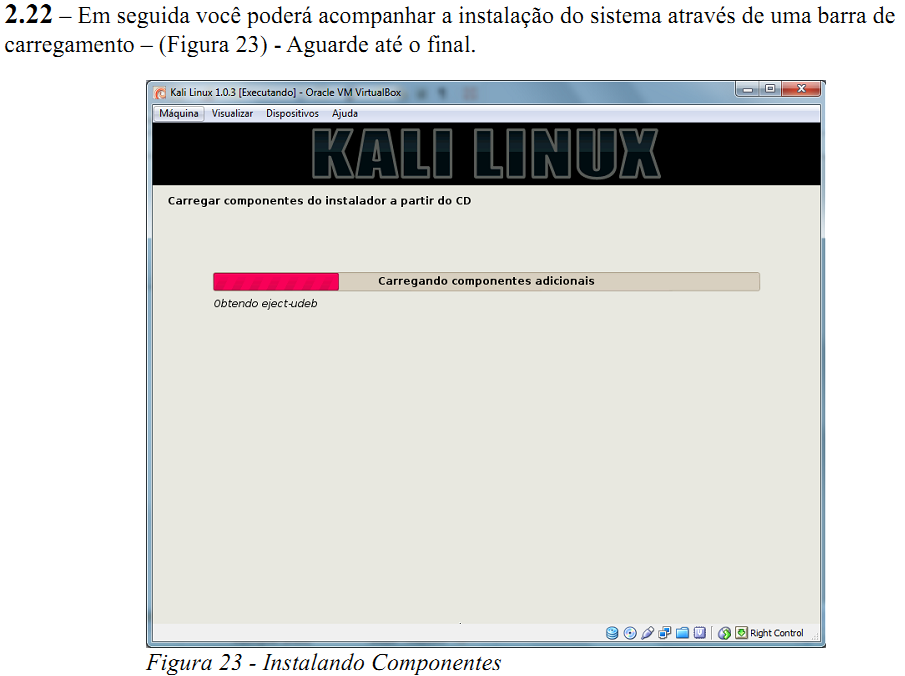 2.22 – Em seguida você poderá acompanhar a instalação do sistema através de uma barra de
carregamento – (Figura 23) - Aguarde até o final.
Kali Linux 1.0.3 [Executando] - Oracle VM VirtualBox
Máquina Visualizar Dispositivos Ajuda
KALI LINUX
Carregar componentes do instalador a partir do CD
Carregando componentes adicionais
Obtendo eject-udeb
Right Control
Figura 23 - Instalando Componentes